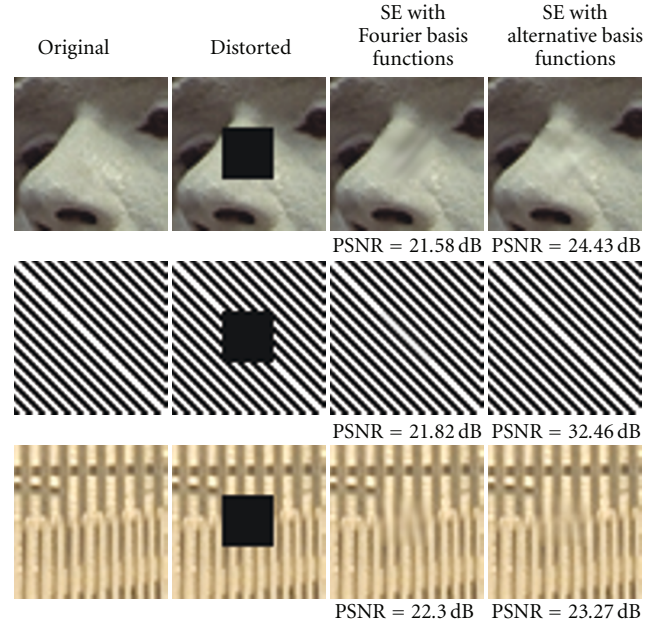 Original
Distorted
SE with
Fourier basis
functions
SE with
alternative basis
functions
PSNR = 21.58 dB
PSNR = 24.43 dB
PSNR = 21.82 dB
PSNR = 32.46 dB
PSNR = 22.3 dB
PSNR = 23.27 dB